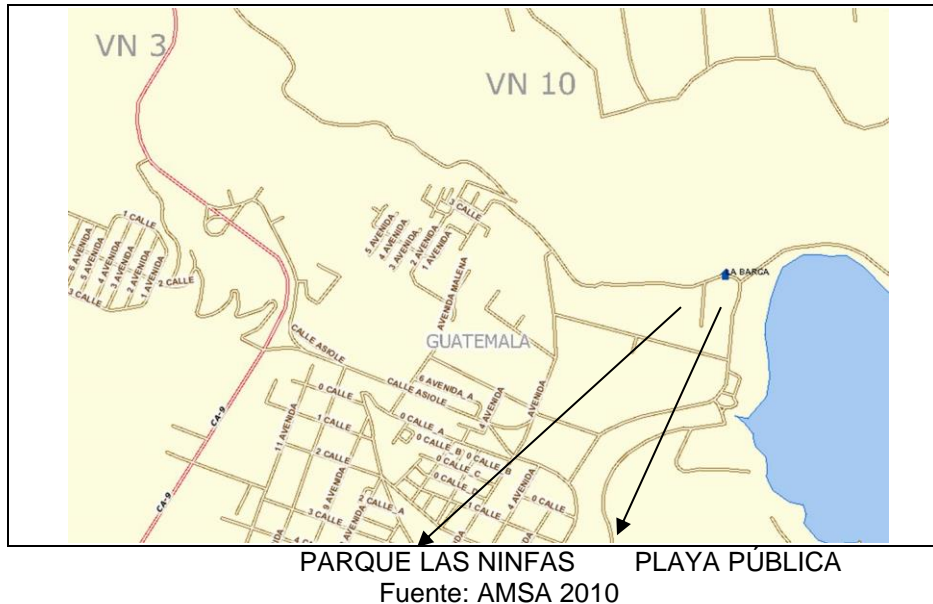 VN 3
VN 10
1 CALLE
6 AVENIDA
5 AVENIDA
4 AVENIDA
3 AVENIDA
2 AVENIDA
1 AVENIDA
2 CALLE
3 CALLE
3 CALLE
5 AVENIDA
4 AVENIDA
3 AVENIDA
2 AVENIDA
1 AVENIDA
AVENIDA MALENA
LA BARCA
GUATEMALA
CALLE ASIOLE
CALLE ASIOLE
6 AVENIDA_A
4 AVENIDA
AVENIDA
CA-9
0 CALLE
0 CALLE_A
0 CALLE_B
0 CALLE_B
0 CALLE_C
0 CALLE_D
0 CALLE
11 AVENIDA
1 CALLE
2 CALLE
1 CALLE
4 AVENIDA
9 AVENIDA
AVENIDA
2 CALLE_A
3 CALLE
CA-9
PARQUE LAS NINFAS PLAYA PÚBLICA
Fuente: AMSA 2010